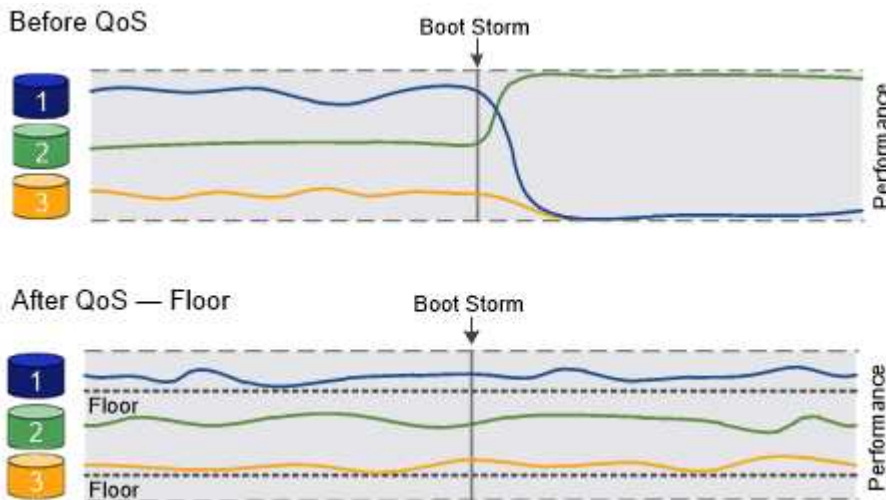 Before QoS
Boot Storm
1
2
3
Performance
After QoS — Floor
Boot Storm
1
Floor
2
3
Floor
Performance